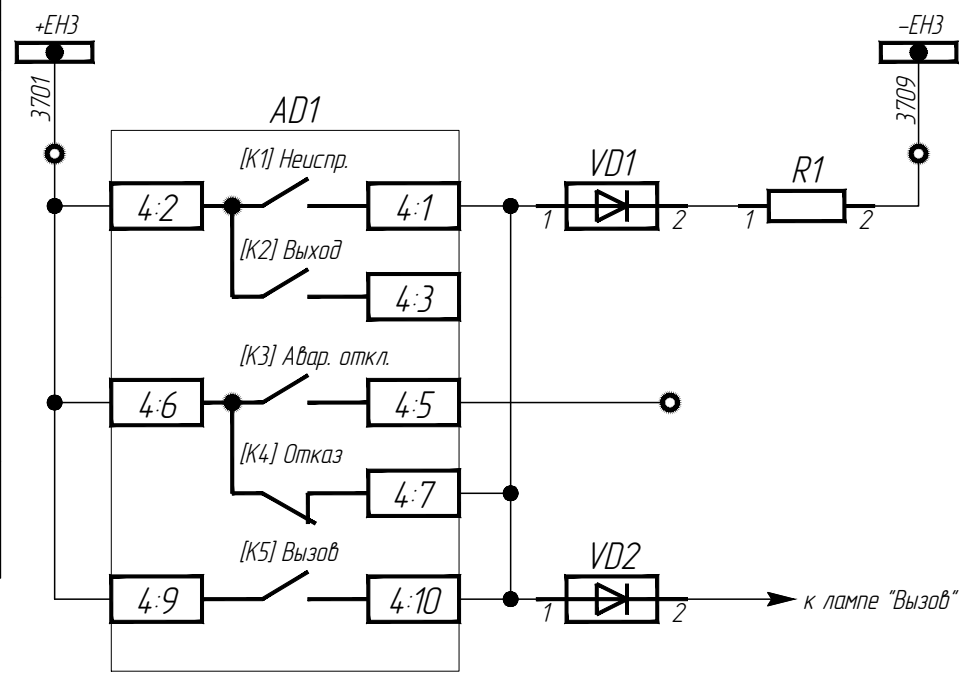 +ЕН3
–ЕН3
3701
3709
AD1
[K1] Неиспр.
VD1
R1
4:2
4:1
1
2
1
2
[K2] Выход
4:3
[K3] Авар. откл.
4:6
4:5
[K4] Отказ
4:7
[K5] Вызов
VD2
4:9
4:10
1
2
к лампе "Вызов"